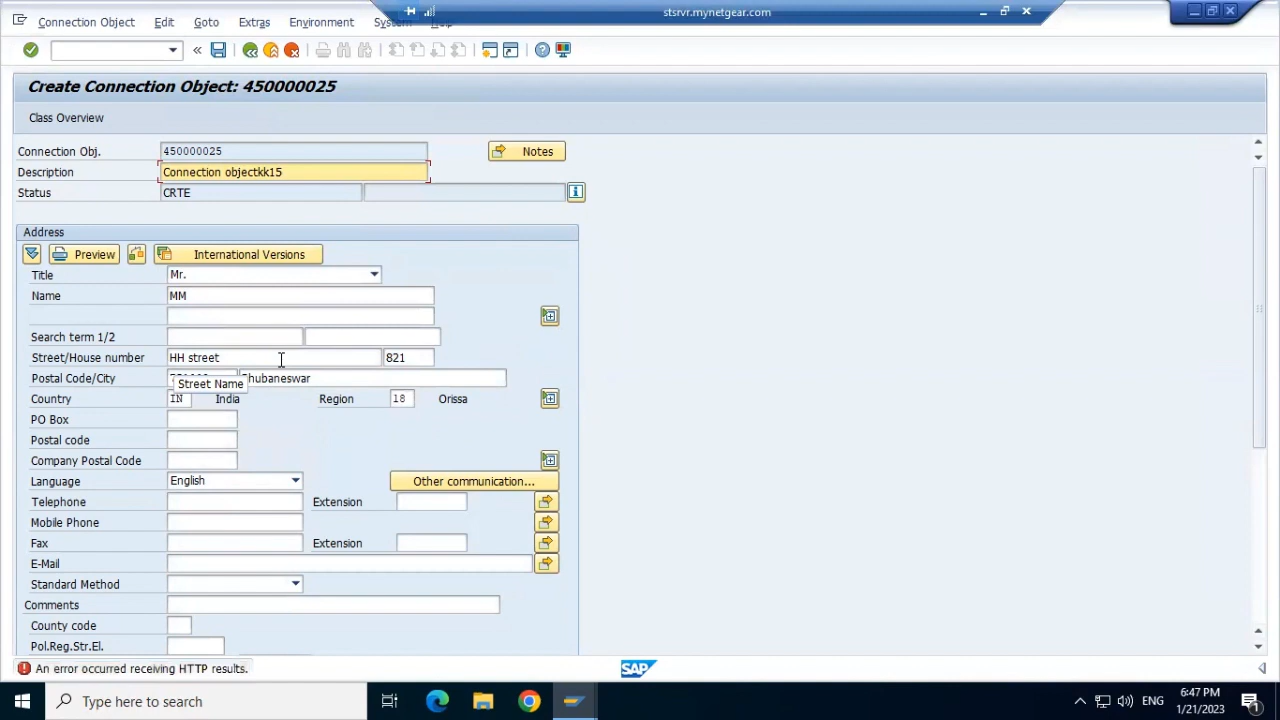 stsrvr.mynetgear.com
Connection Object Edit Goto Extras Environment System
Create Connection Object: 450000025
Class Overview
Connection Obj. 450000025 Notes
Description Connection objectkk15
Status CRTE
Address
Preview International Versions
Title Mr.
Name MM
Search term 1/2
Street/House number HH street 821
Postal Code/City Bhubaneswar
Street Name
Country IN India Region 18 Orissa
PO Box
Postal code
Company Postal Code
Language English Other communication...
Telephone Extension
Mobile Phone
Fax Extension
E-Mail
Standard Method
Comments
County code
Pol.Reg.Str.El.
An error occurred receiving HTTP results.
SAP
Type here to search
ENG
6:47 PM
1/21/2023
1